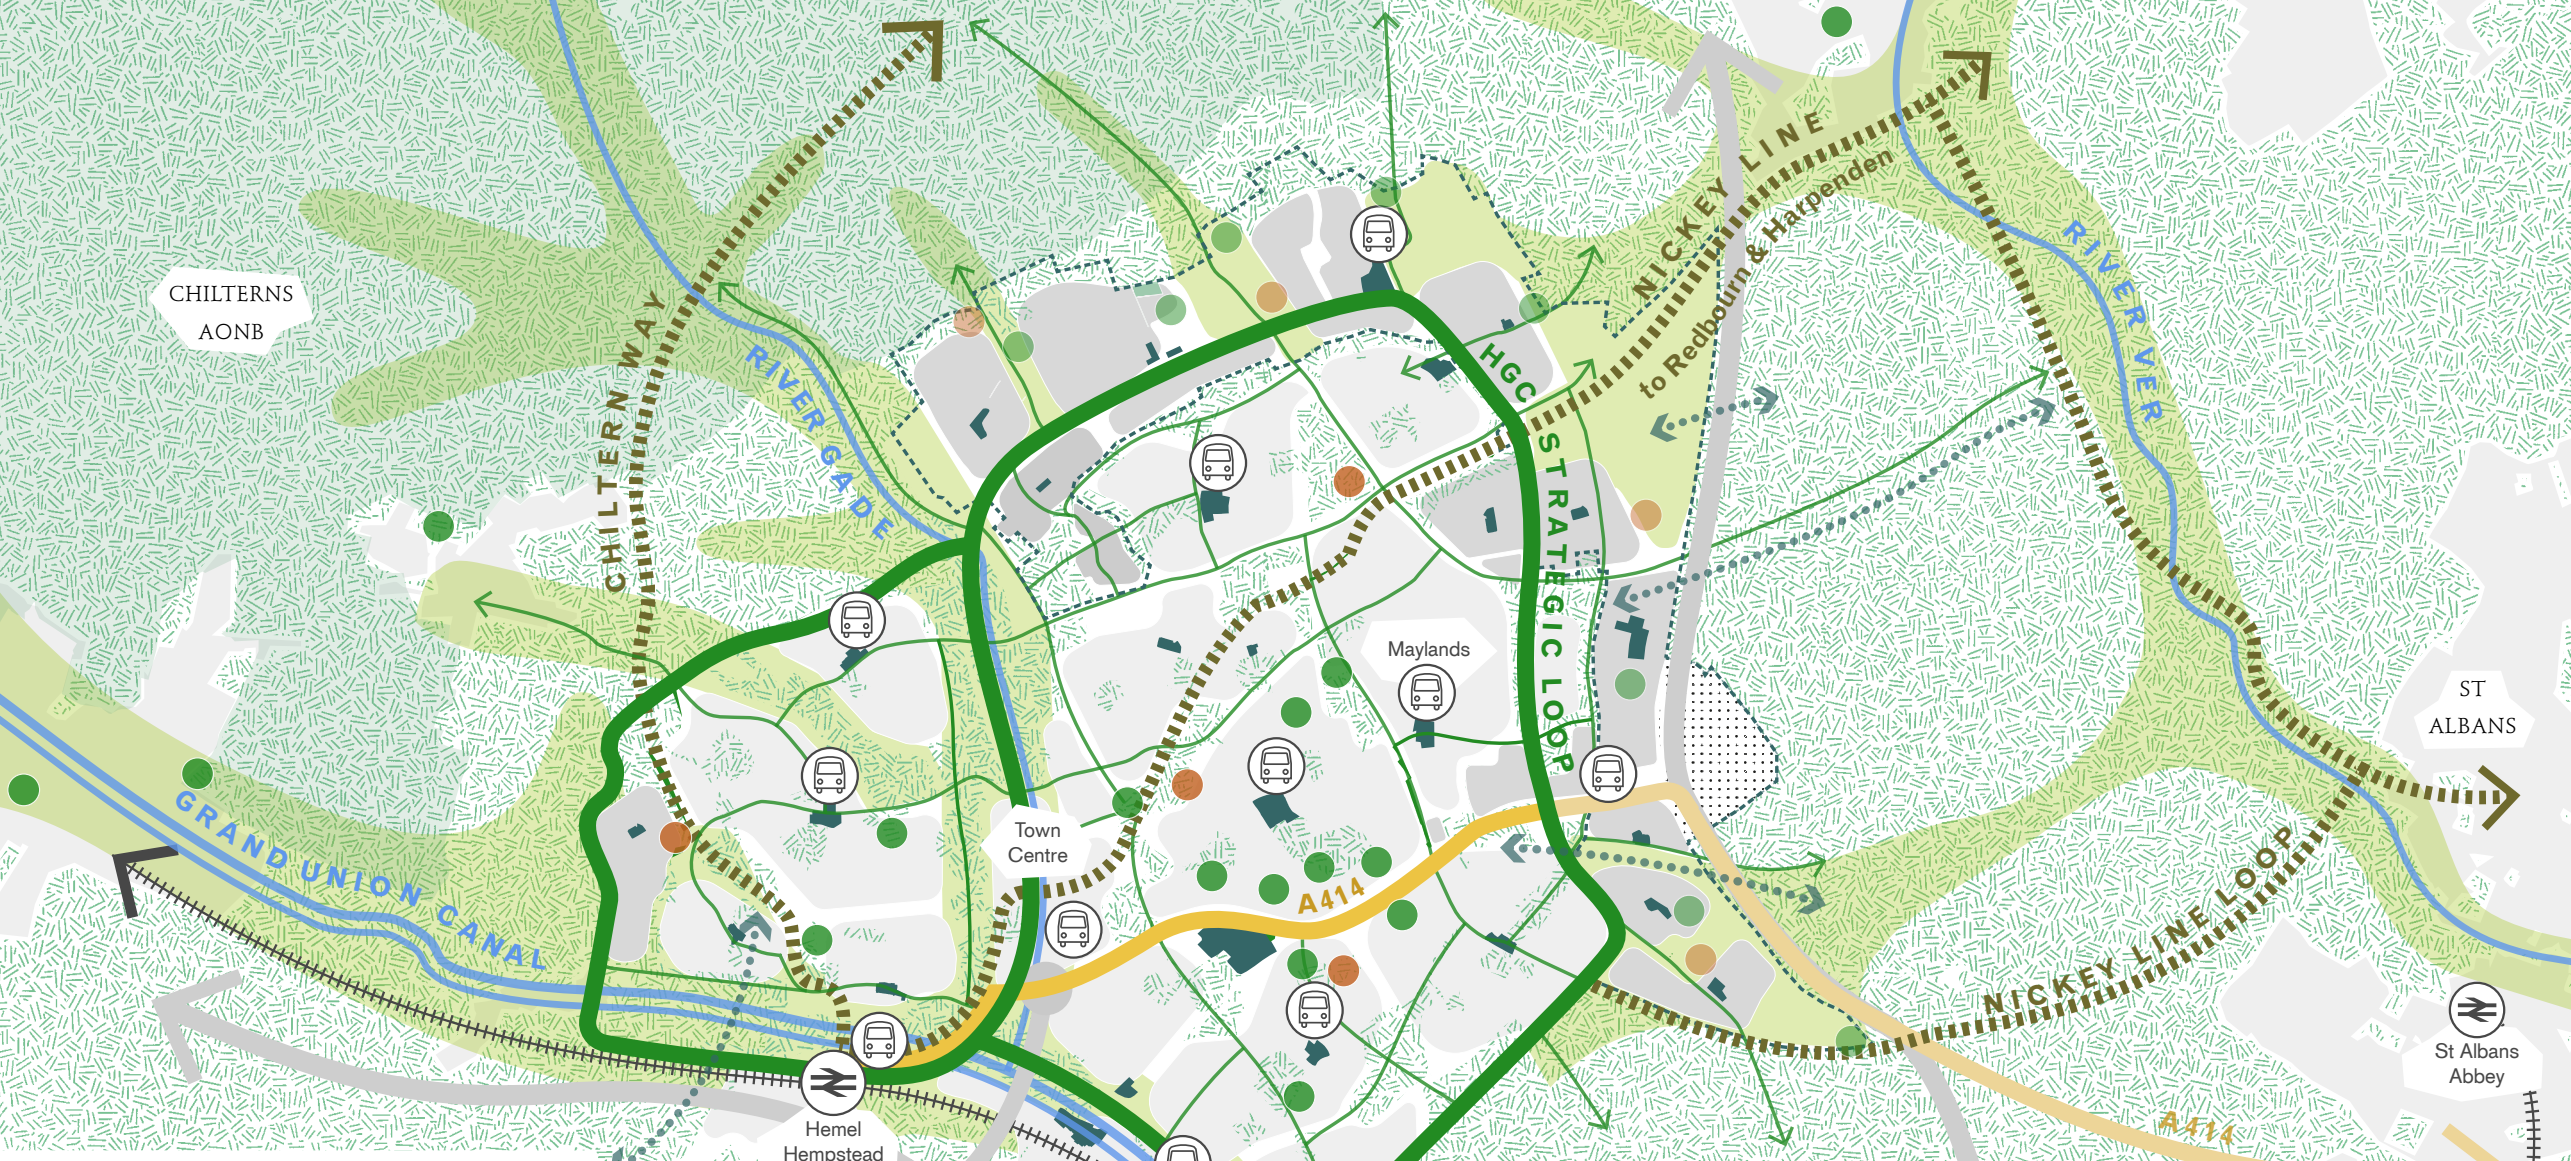 CHILTERNS
AONB
CHILTERN WAY
RIVER GADE
NICKEY LINE
to Redbourn & Harpenden
RIVER VER
HGC STRATEGIC LOOP
Maylands
ST
ALBANS
GRAND UNION CANAL
Town
Centre
A414
NICKEY LINE LOOP
St Albans
Abbey
A414
Hemel
Hempstead